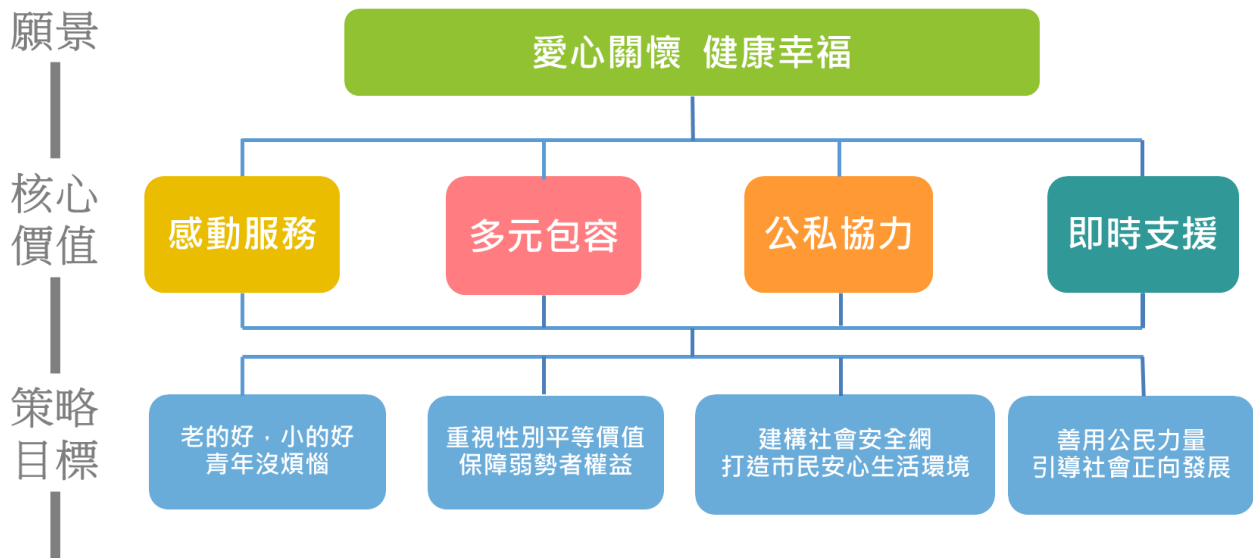 願景
愛心關懷 健康幸福
核心
價值
感動服務
多元包容
公私協力
即時支援
策略
目標
老的好．小的好
青年沒煩惱
重視性別平等價值
保障弱勢者權益
建構社會安全網
打造市民安心生活環境
善用公民力量
引導社會正向發展